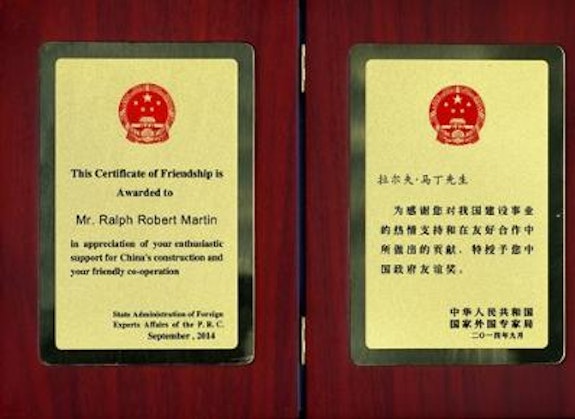 This Certificate of Friendship is
Awarded to
Mr. Ralph Robert Martin
in appreciation of your enthusiastic
support for China's construction and
your friendly co-operation
State Administration of Foreign
Experts Affairs of the P. R. C.
September , 2014
拉尔夫·马丁先生
为感谢您对我国建设事业
的热情支持和在友好合作中
所做出的贡献，特授予您中
国政府友谊奖。
中华人民共和国
国家外国专家局
二〇一四年九月